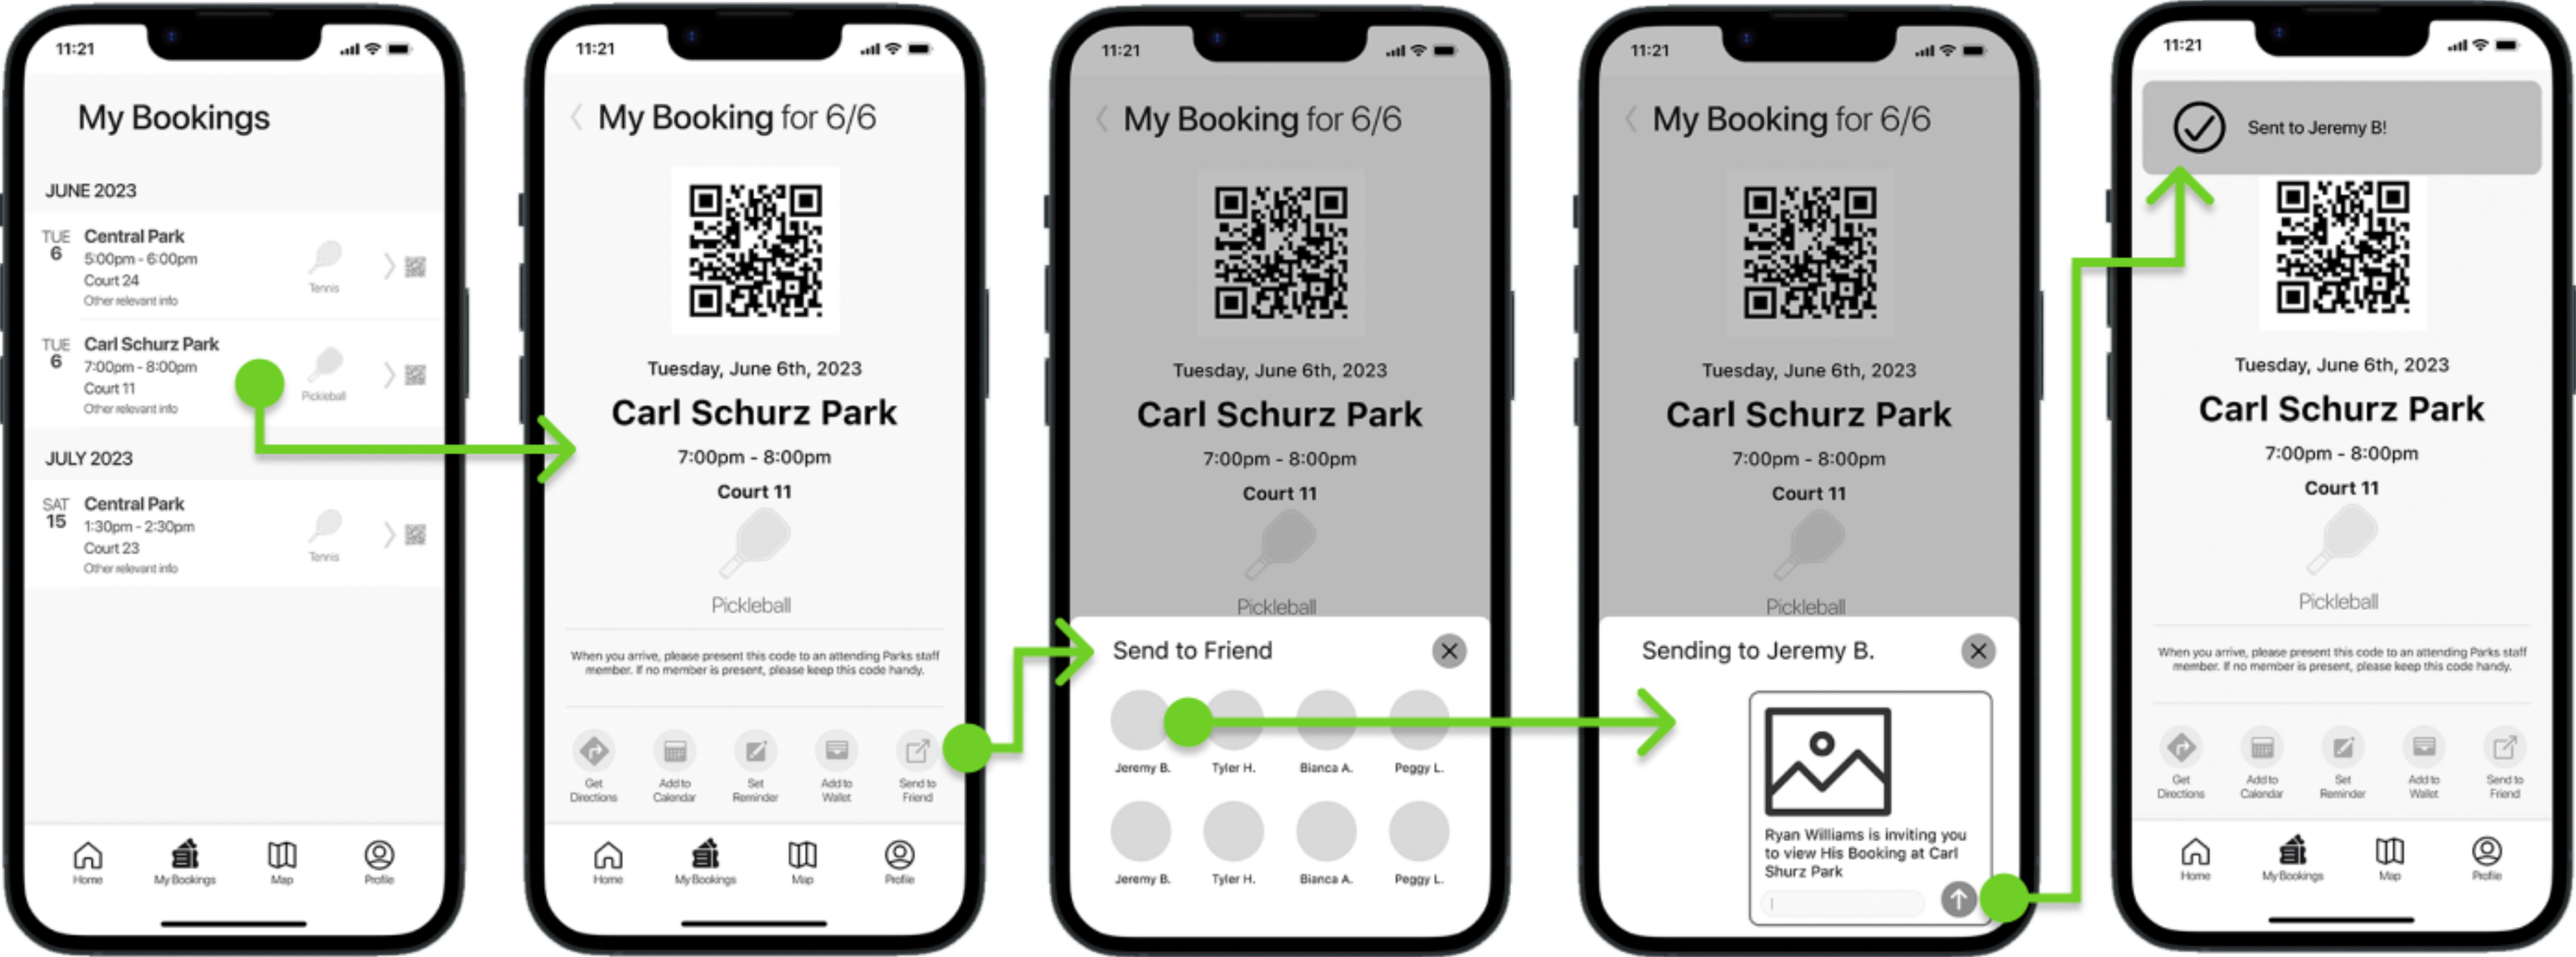 11:21
My Bookings
JUNE 2023
TUE
6
Central Park
5:00pm - 6:00pm
Court 24
Other relevant info
Tennis
TUE
6
Carl Schurz Park
7:00pm - 8:00pm
Court 11
Other relevant info
Pickleball
JULY 2023
SAT
15
Central Park
1:30pm - 2:30pm
Court 23
Other relevant info
Tennis
Home
My Bookings
Map
Profile
11:21
My Booking for 6/6
Tuesday, June 6th, 2023
Carl Schurz Park
7:00pm - 8:00pm
Court 11
Pickleball
When you arrive, please present this code to an attending Parks staff
member. If no member is present, please keep this code handy.
Get
Directions
Add to
Calendar
Set
Reminder
Add to
Wallet
Send to
Friend
Home
My Bookings
Map
Profile
11:21
My Booking for 6/6
Tuesday, June 6th, 2023
Carl Schurz Park
7:00pm - 8:00pm
Court 11
Pickleball
Send to Friend
Jeremy B.
Tyler H.
Bianca A.
Peggy L.
Jeremy B.
Tyler H.
Bianca A.
Peggy L.
11:21
My Booking for 6/6
Tuesday, June 6th, 2023
Carl Schurz Park
7:00pm - 8:00pm
Court 11
Pickleball
Sending to Jeremy B.
Ryan Williams is inviting you
to view His Booking at Carl
Shurz Park
11:21
Sent to Jeremy B!
Tuesday, June 6th, 2023
Carl Schurz Park
7:00pm - 8:00pm
Court 11
Pickleball
When you arrive, please present this code to an attending Parks staff
member. If no member is present, please keep this code handy.
Get
Directions
Add to
Calendar
Set
Reminder
Add to
Wallet
Send to
Friend
Home
My Bookings
Map
Profile